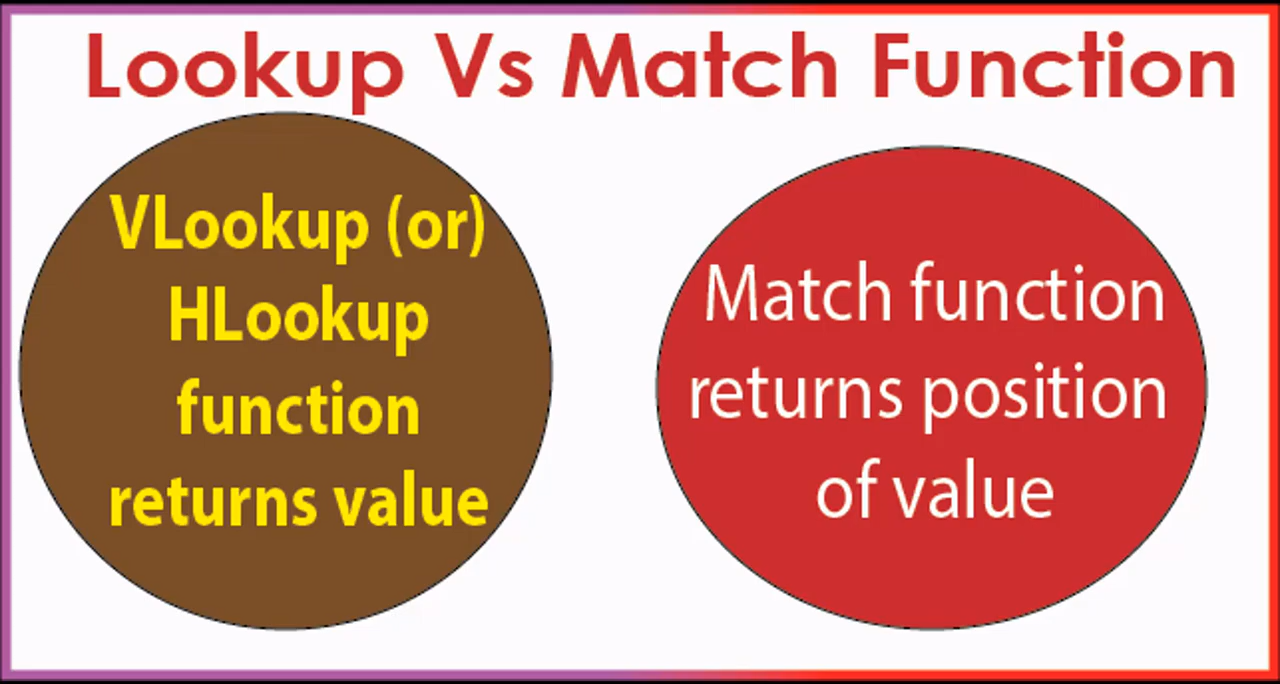 Lookup Vs Match Function
VLookup (or)
HLookup
function
returns value
Match function
returns position
of value